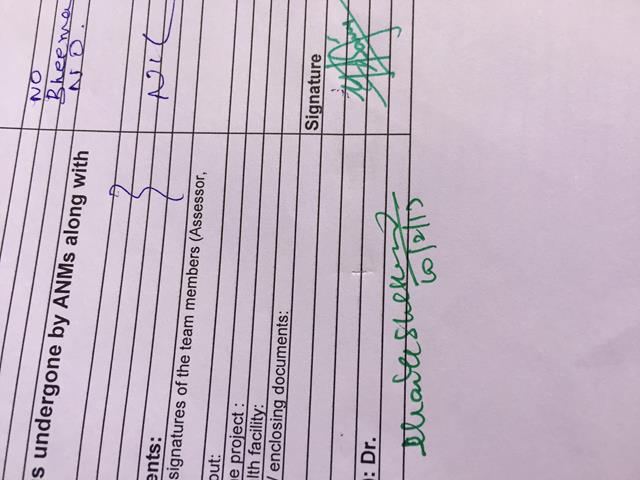 NO
s undergone by ANMs along with
Bheema
NO.
NIL
ents:
signatures of the team members (Assessor,
out:
e project :
lth facility:
/ enclosing documents:
Signature
): Dr.
10/2/17